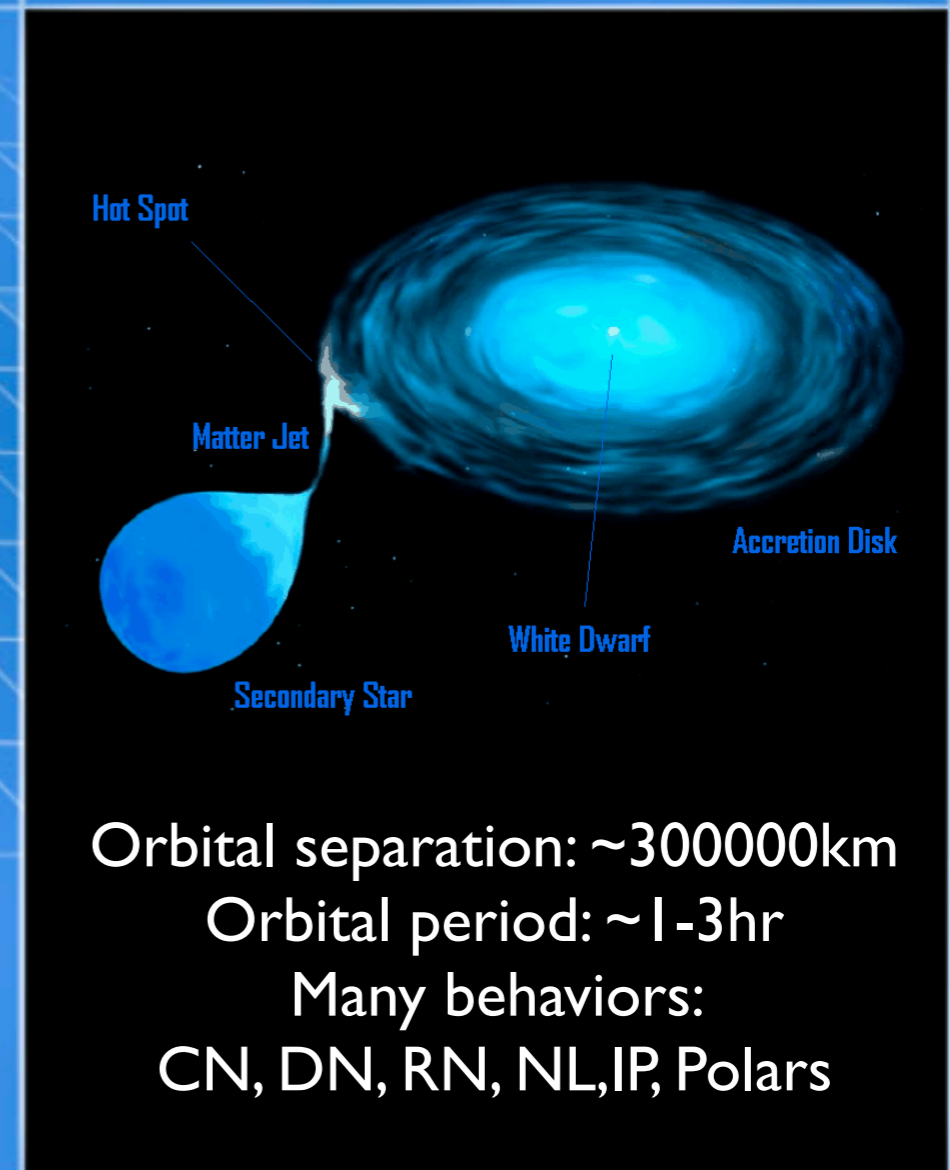 Hot Spot
Matter Jet
Accretion Disk
White Dwarf
Secondary Star
Orbital separation: ~300000km
Orbital period: ~1-3hr
Many behaviors:
CN, DN, RN, NL,IP, Polars